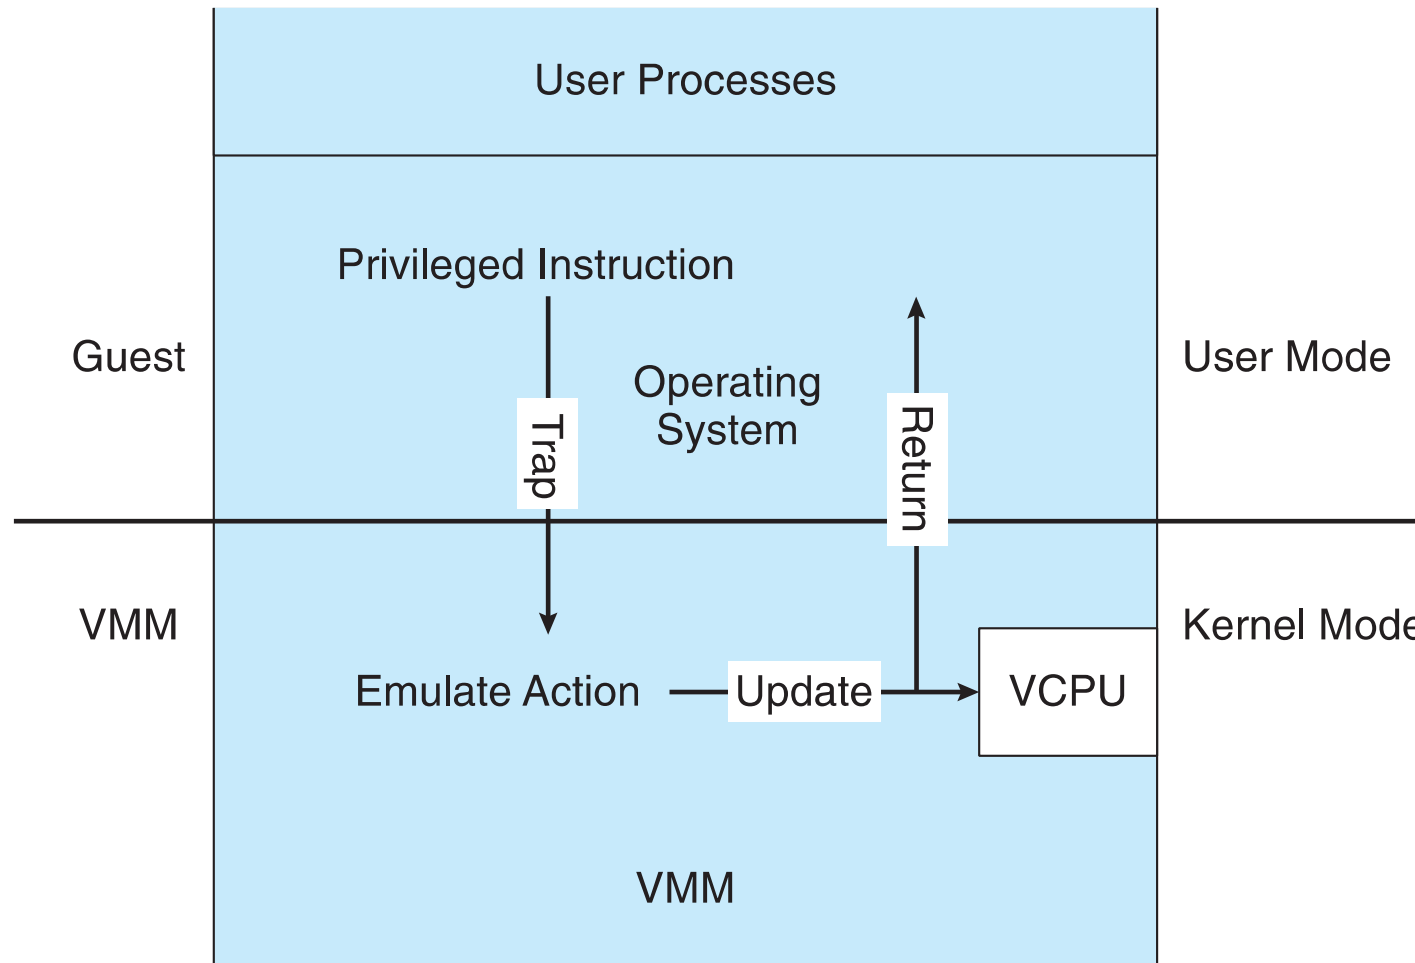 User Processes
Privileged Instruction
Guest
Operating
System
User Mode
Trap
Return
VMM
Kernel Mode
Emulate Action
Update
VCPU
VMM